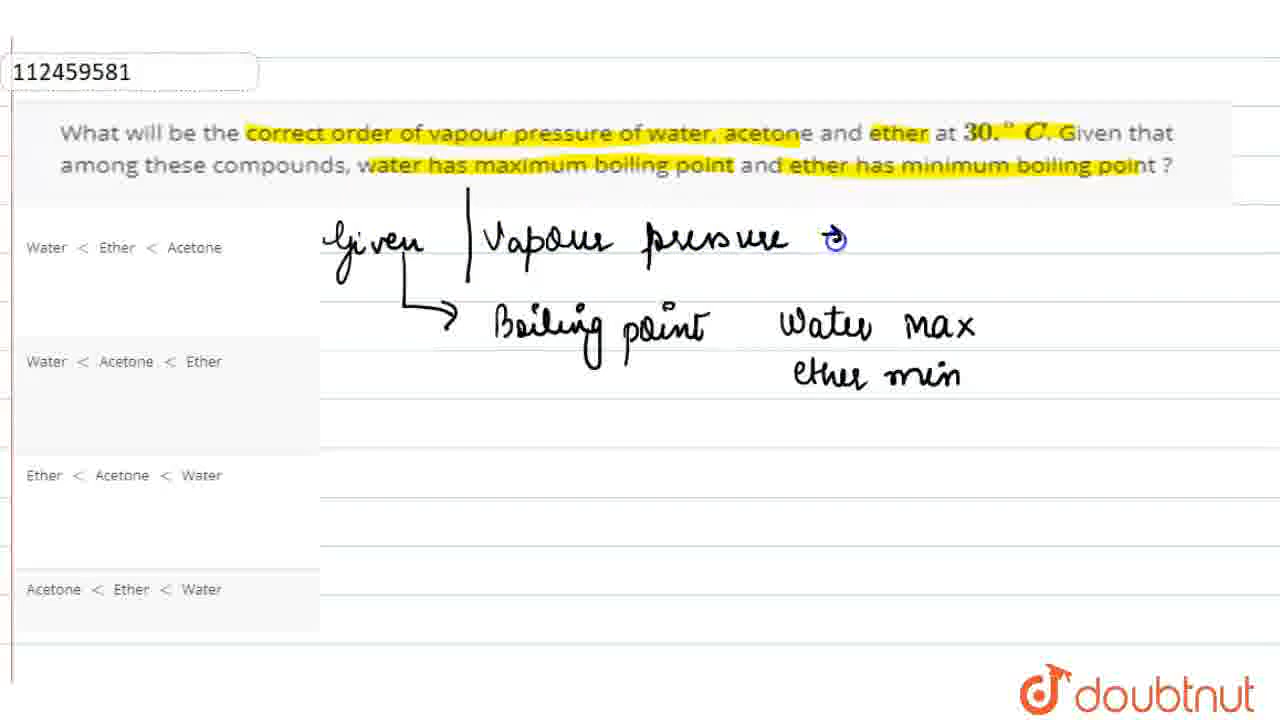 112459581
What will be the correct order of vapour pressure of water, acetone and ether at 30.° C. Given that
among these compounds, water has maximum boiling point and ether has minimum boiling point ?
Water < Ether < Acetone
Given | Vapour pressure →
Boiling point Water max
ether min
Water < Acetone < Ether
Ether < Acetone < Water
Acetone < Ether < Water
doubtnut